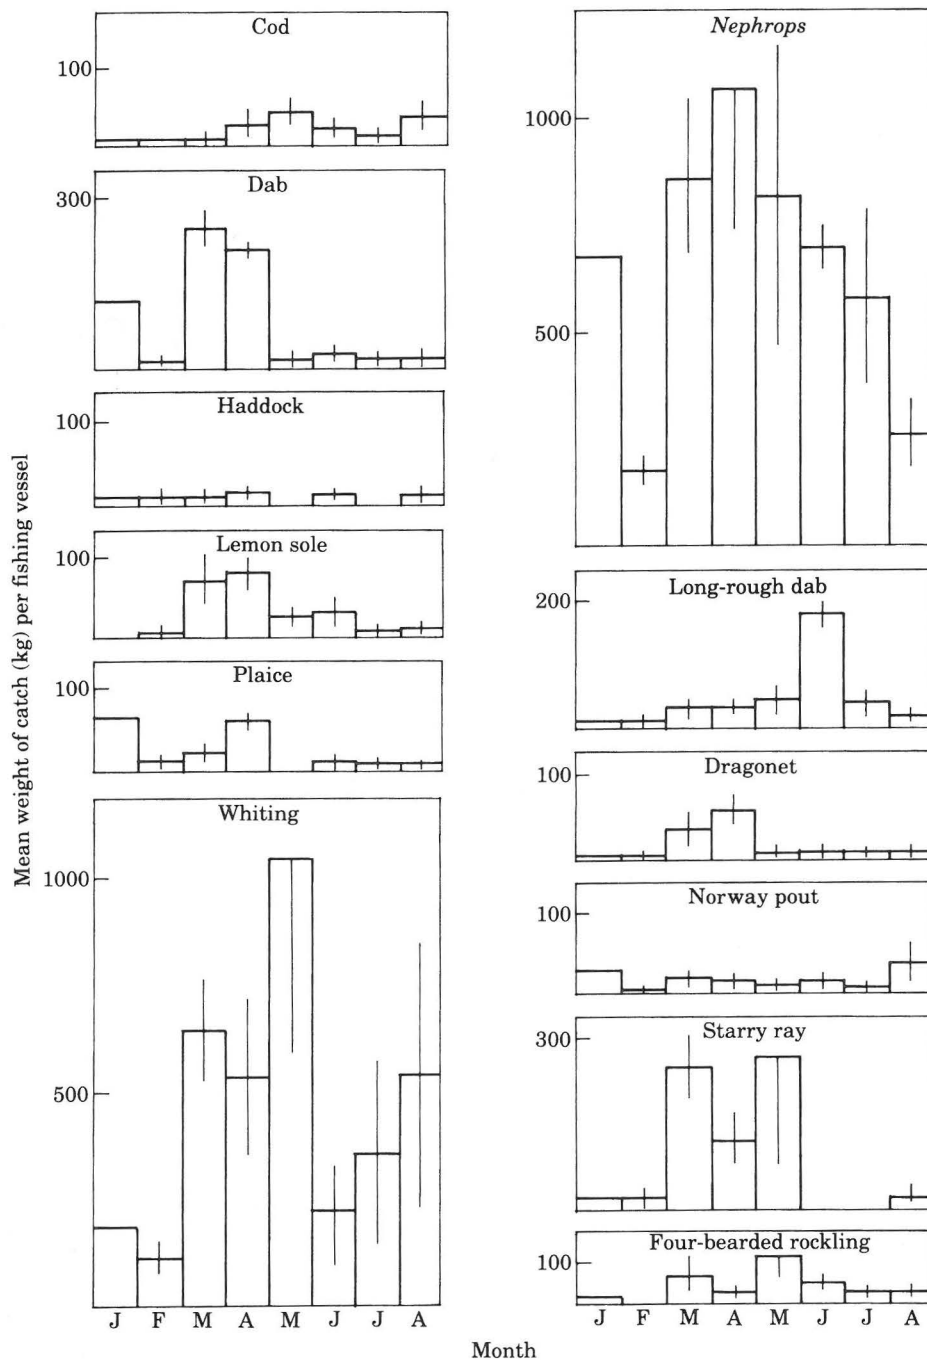 Mean weight of catch (kg) per fishing vessel
Cod
100
Dab
300
Haddock
100
Lemon sole
100
Plaice
100
Whiting
1000
500
J F M A M J J A
Nephrops
1000
500
Long-rough dab
200
Dragonet
100
Norway pout
100
Starry ray
300
Four-bearded rockling
100
J F M A M J J A
Month